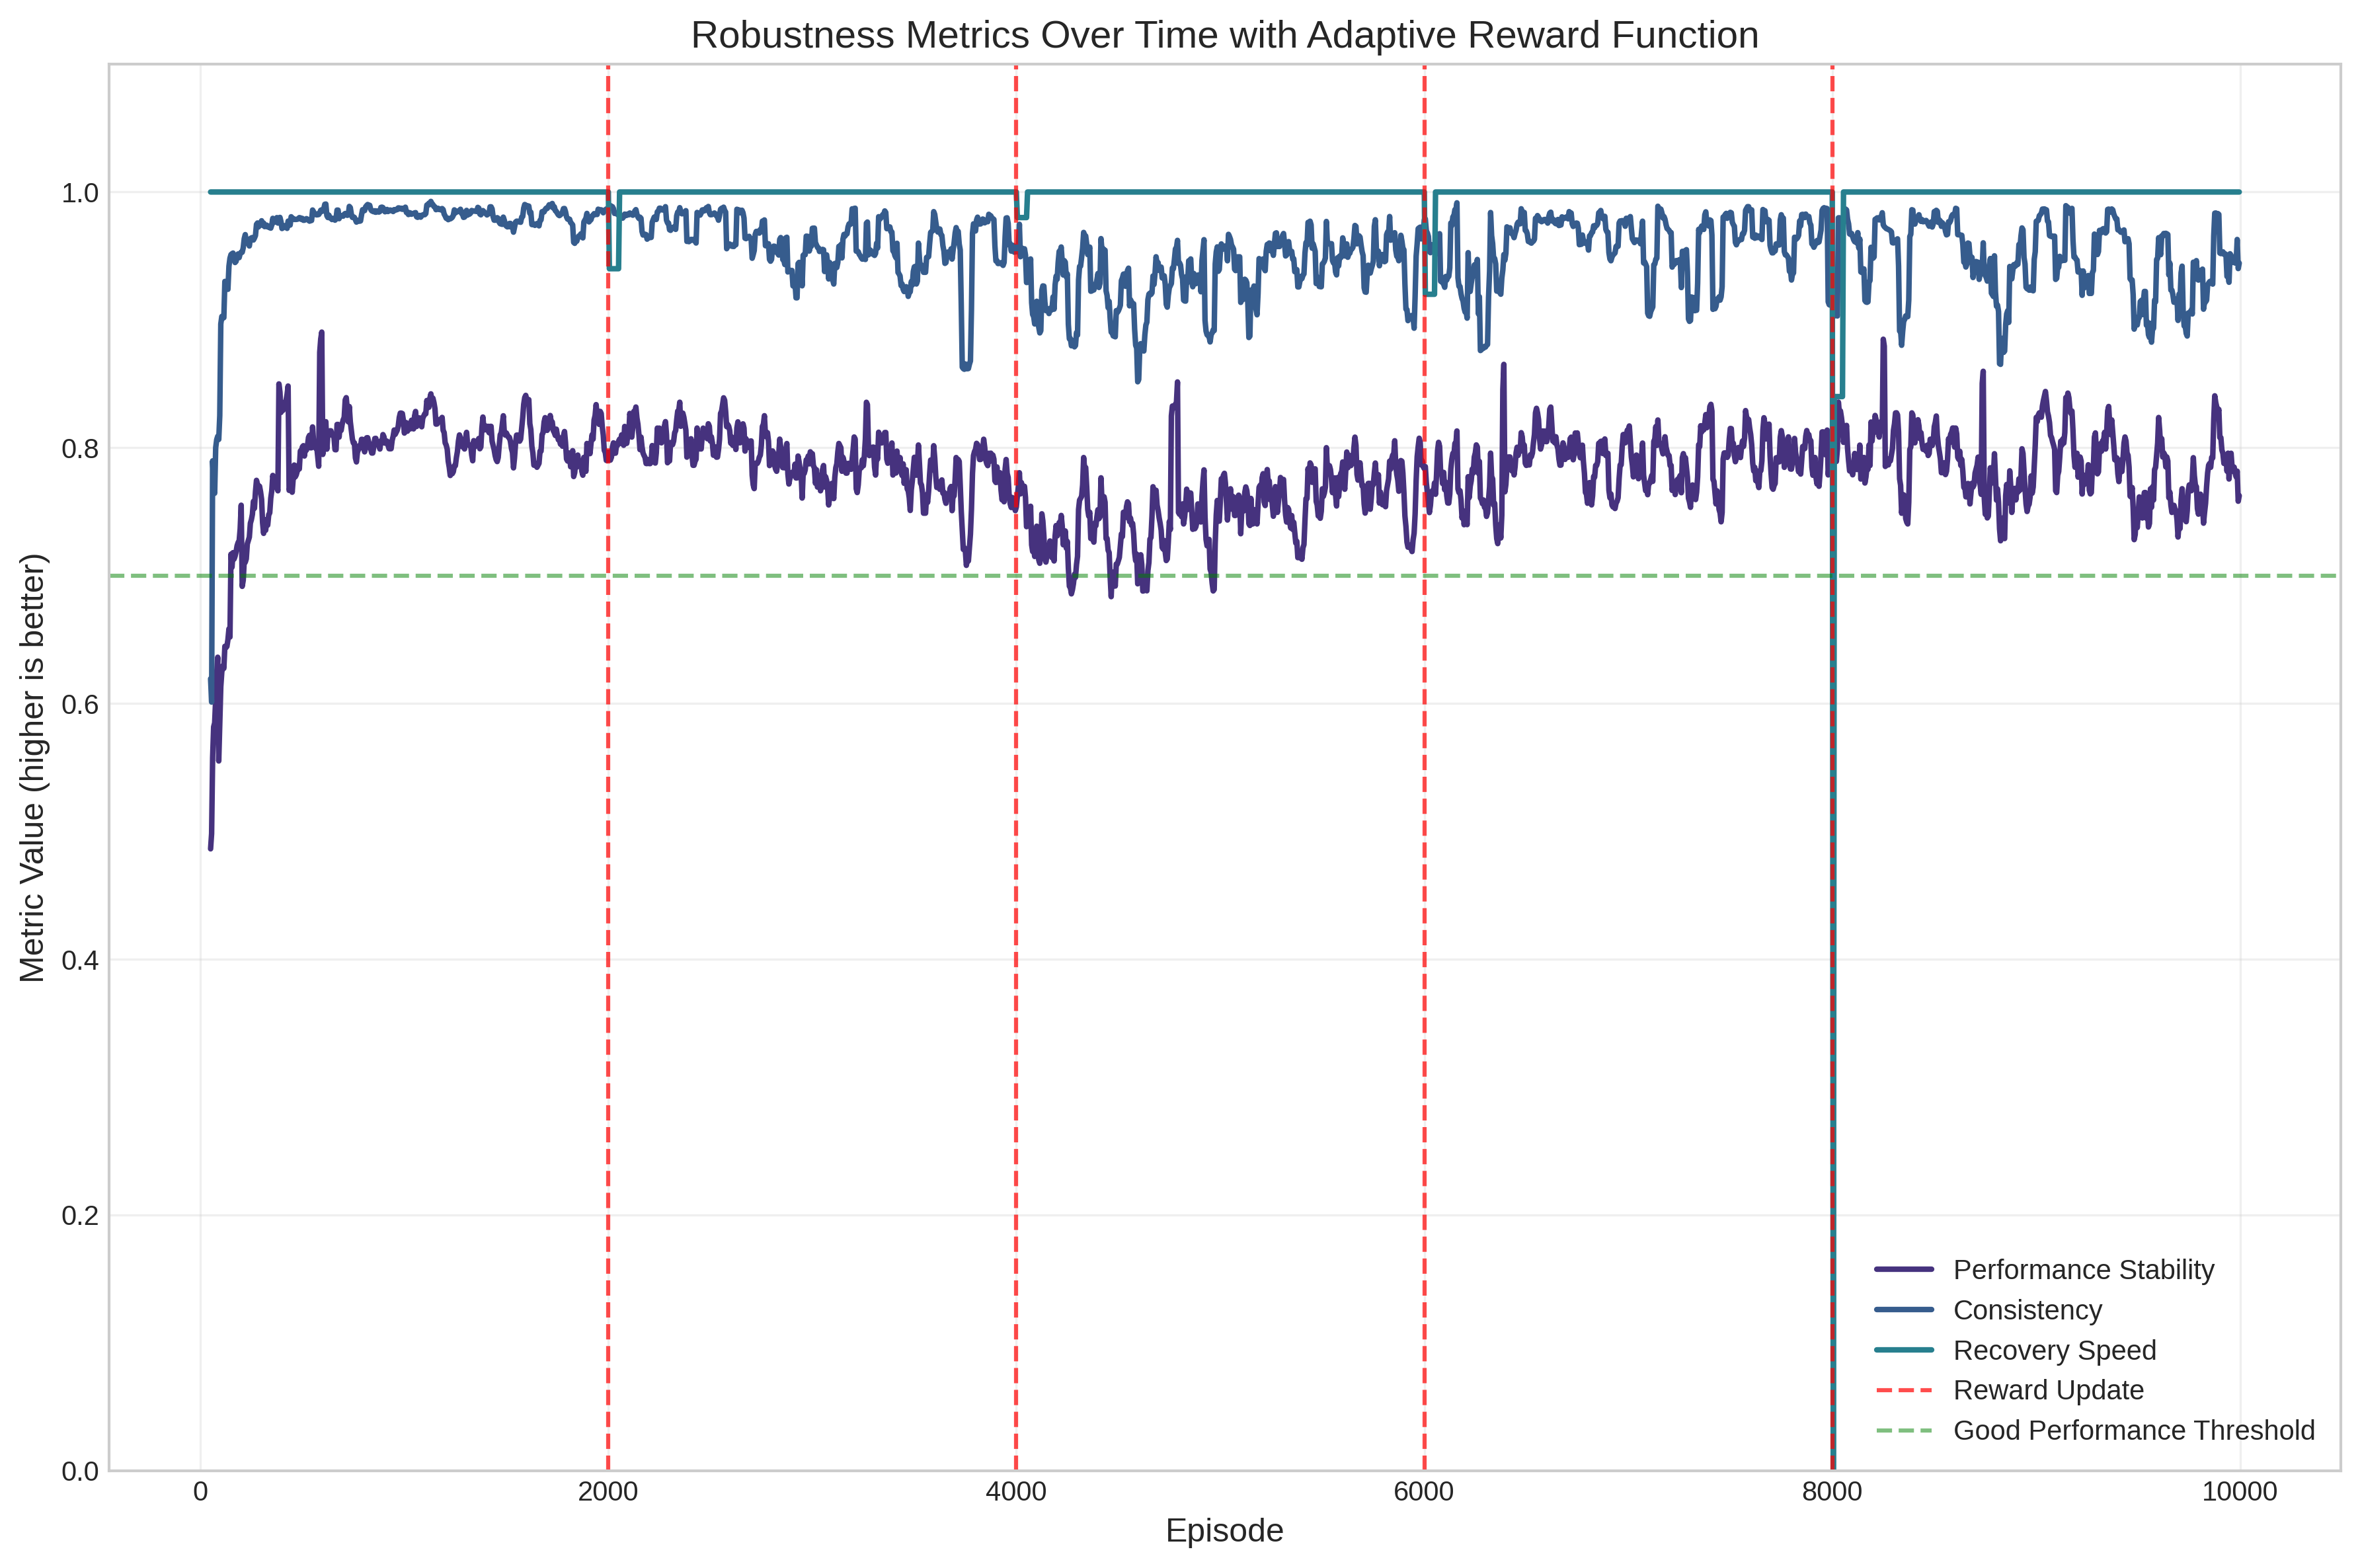 Robustness Metrics Over Time with Adaptive Reward Function
Metric Value (higher is better)
1.0
0.8
0.6
0.4
0.2
0.0
0
2000
4000
6000
8000
10000
Episode
Performance Stability
Consistency
Recovery Speed
Reward Update
Good Performance Threshold